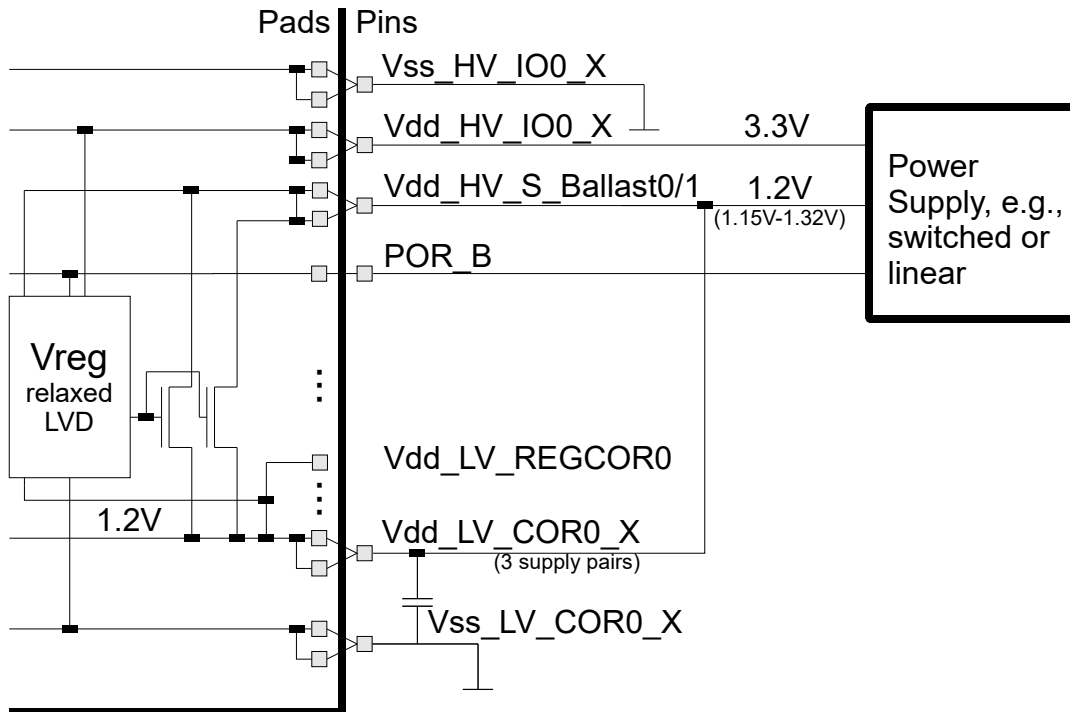 Pads
Pins
Vss_HV_IO0_X
Vdd_HV_IO0_X
3.3V
Vdd_HV_S_Ballast0/1
1.2V
(1.15V-1.32V)
Power
Supply, e.g.,
switched or
linear
POR_B
Vreg
relaxed
LVD
Vdd_LV_REGCOR0
1.2V
Vdd_LV_COR0_X
(3 supply pairs)
Vss_LV_COR0_X